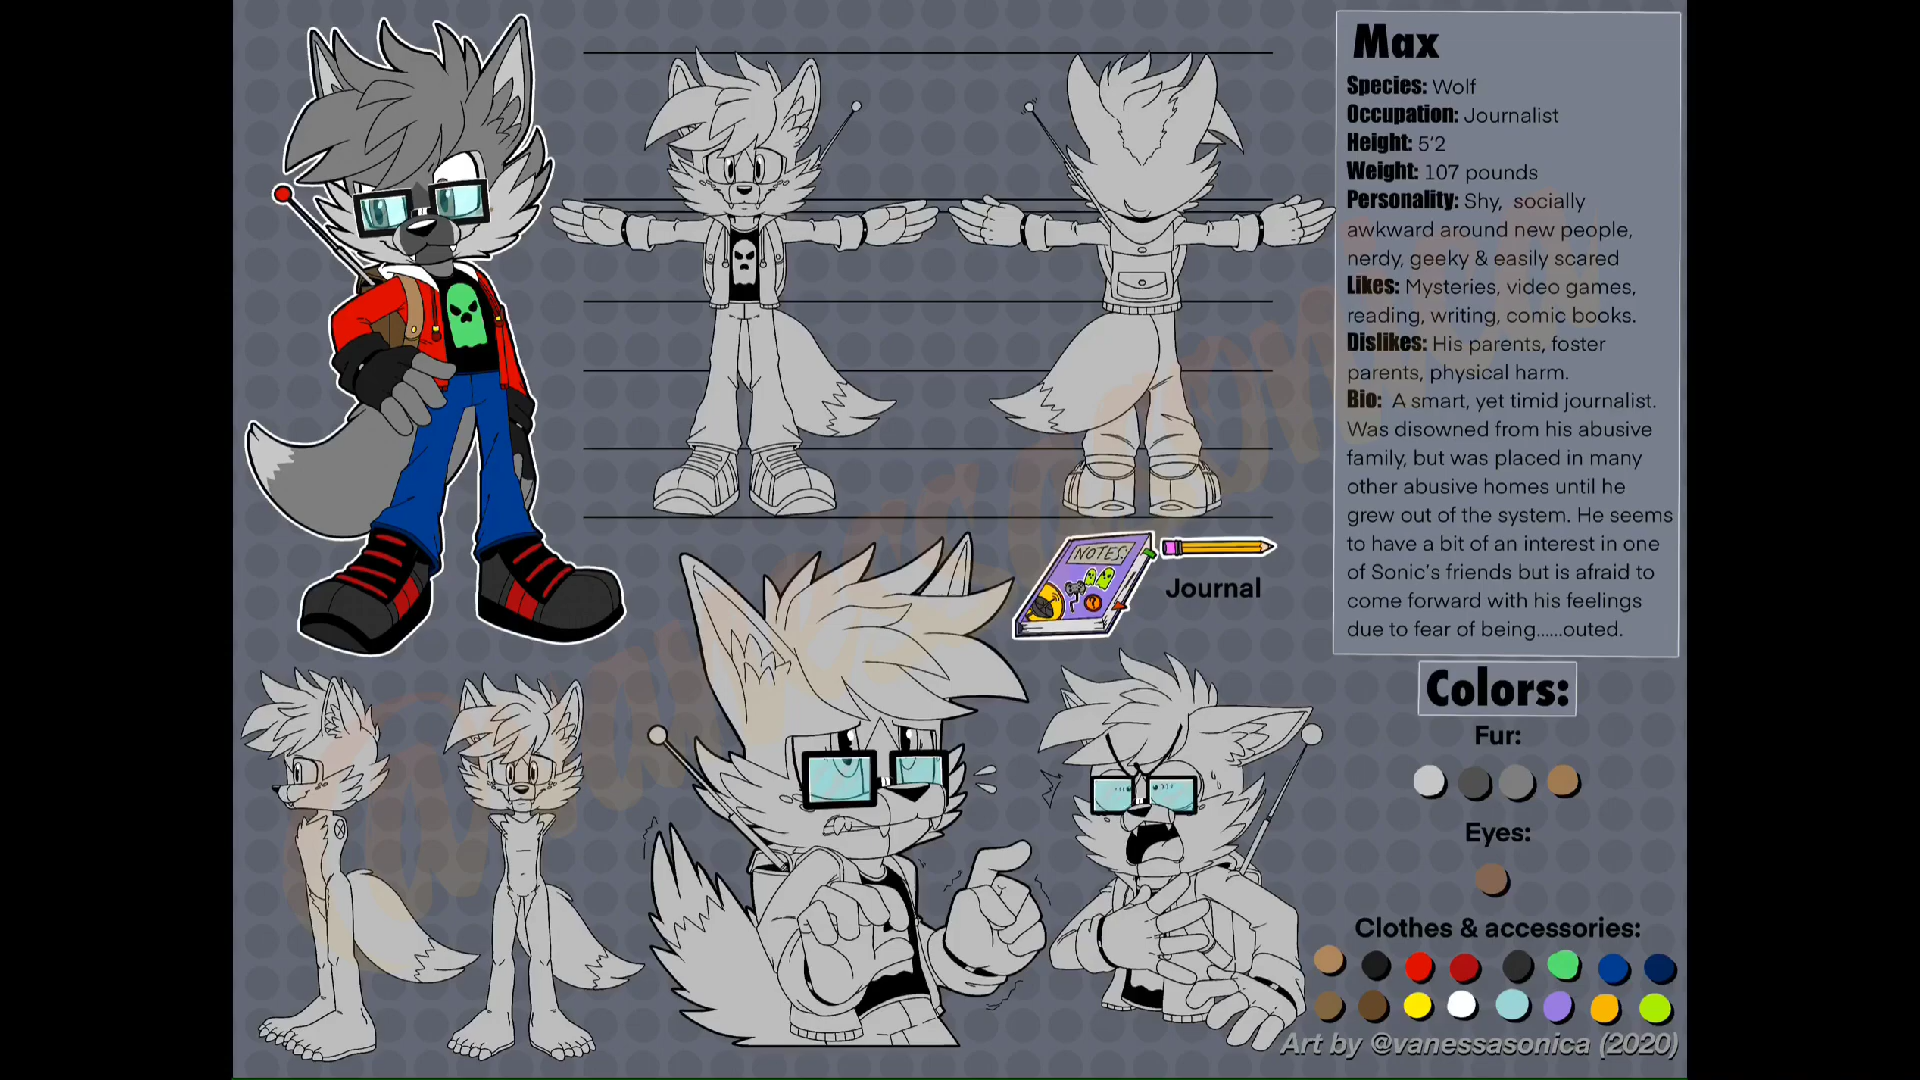 Max
Species: Wolf
Occupation: Journalist
Height: 5'2
Weight: 107 pounds
Personality: Shy, socially
awkward around new people,
nerdy, geeky & easily scared
Likes: Mysteries, video games,
reading, writing, comic books.
Dislikes: His parents, foster
parents, physical harm.
Bio: A smart, yet timid journalist.
Was disowned from his abusive
family, but was placed in many
other abusive homes until he
grew out of the system. He seems
to have a bit of an interest in one
of Sonic's friends but is afraid to
come forward with his feelings
due to fear of being......outed.
NOTES!
Journal
Colors:
Fur:
Eyes:
Clothes & accessories:
Art by @vanessasonica (2020)